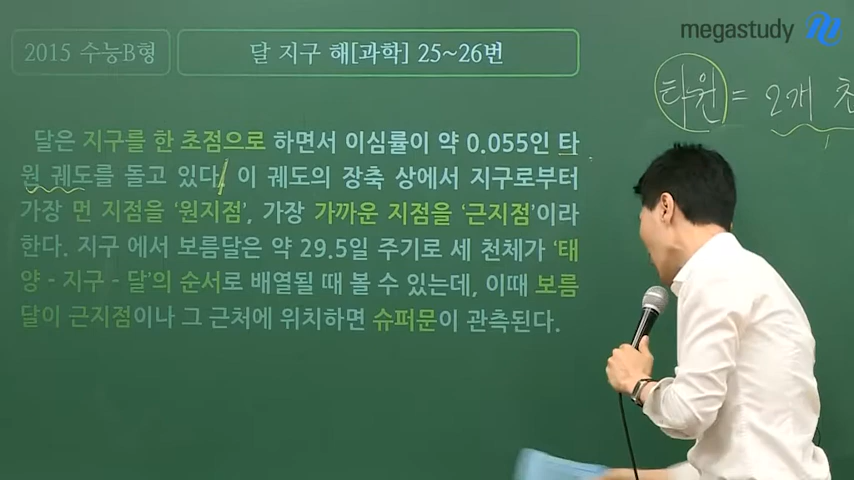 megastudy
2015 수능B형
달 지구 해[과학] 25~26번
타원 = 2개 초
달은 지구를 한 초점으로 하면서 이심률이 약 0.055인 타
원 궤도를 돌고 있다. 이 궤도의 장축 상에서 지구로부터
가장 먼 지점을 ‘원지점’, 가장 가까운 지점을 ‘근지점’이라
한다. 지구 에서 보름달은 약 29.5일 주기로 세 천체가 ‘태
양 - 지구 - 달’의 순서로 배열될 때 볼 수 있는데, 이때 보름
달이 근지점이나 그 근처에 위치하면 슈퍼문이 관측된다.